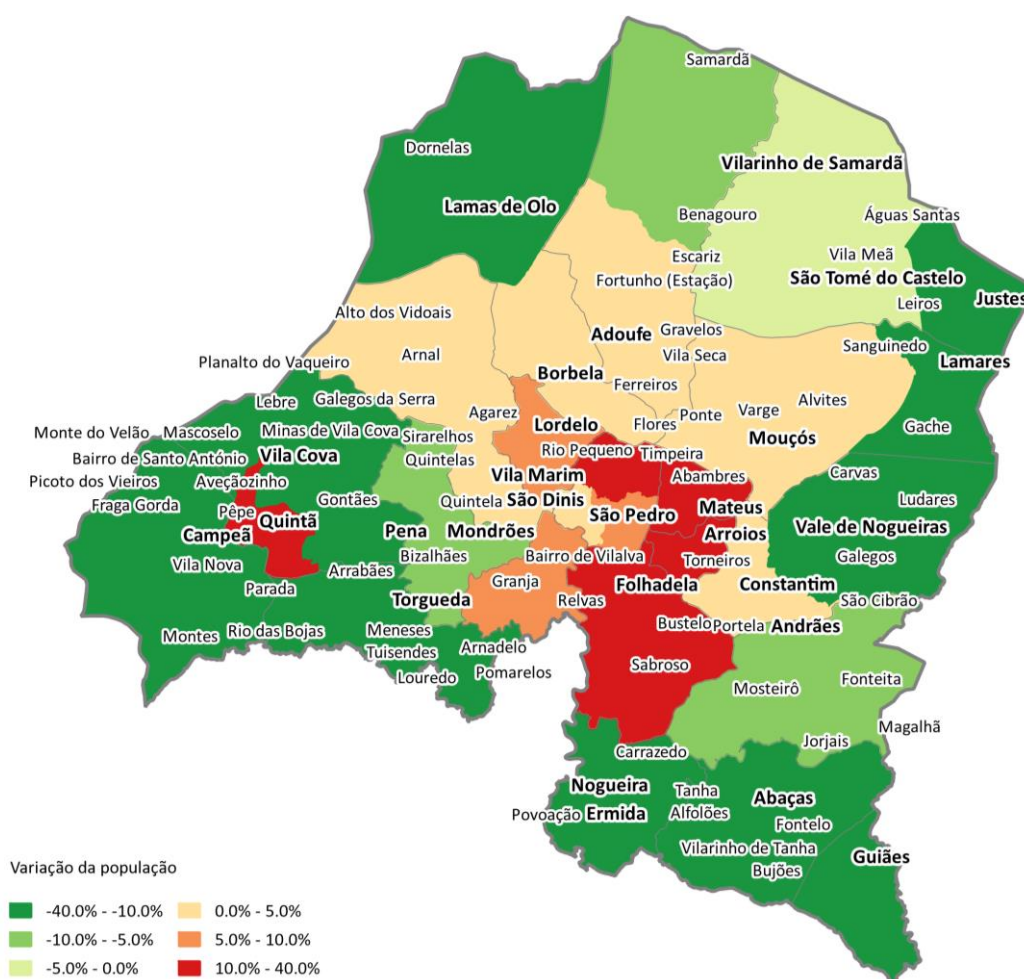 Samardã
Dornelas
Vilarinho de Samardã
Lamas de Olo
Benagouro
Águas Santas
Escariz
Vila Meã
Fortunho (Estação)
São Tomé do Castelo
Leiros
Justes
Alto dos Vidoais
Adoufe
Gravelos
Sanguinedo
Arnal
Vila Seca
Planalto do Vaqueiro
Lamares
Borbela
Ferreiros
Lebre
Galegos da Serra
Alvites
Agarez
Varge
Ponte
Flores
Lordelo
Gache
Monte do Velão
Mascoselo
Minas de Vila Cova
Sirarelhos
Mouçós
Rio Pequeno
Timpeira
Bairro de Santo António
Vila Cova
Quintelas
Vila Marim
Abambres
Carvas
Picoto dos Vieiros
Aveçãozinho
Fraga Gorda
Gontães
Quintela
São Dinis
Mateus
Ludares
Pêpe
Quintã
São Pedro
Vale de Nogueiras
Campeã
Pena
Mondrões
Arroios
Bizalhães
Bairro de Vilalva
Torneiros
Galegos
Vila Nova
Arrabães
Granja
Folhadela
Constantim
Parada
Torgueda
Relvas
São Cibrão
Montes
Rio das Bojas
Meneses
Bustelo
Portela
Andrães
Tuisendes
Arnadelo
Louredo
Pomarelos
Sabroso
Mosteirô
Fonteita
Magalhã
Jorjais
Carrazedo
Nogueira
Tanha
Abaças
Povoação
Ermida
Alfolões
Fontelo
Vilarinho de Tanha
Guiães
Bujões
Variação da população
-40.0% - -10.0%
0.0% - 5.0%
-10.0% - -5.0%
5.0% - 10.0%
-5.0% - 0.0%
10.0% - 40.0%